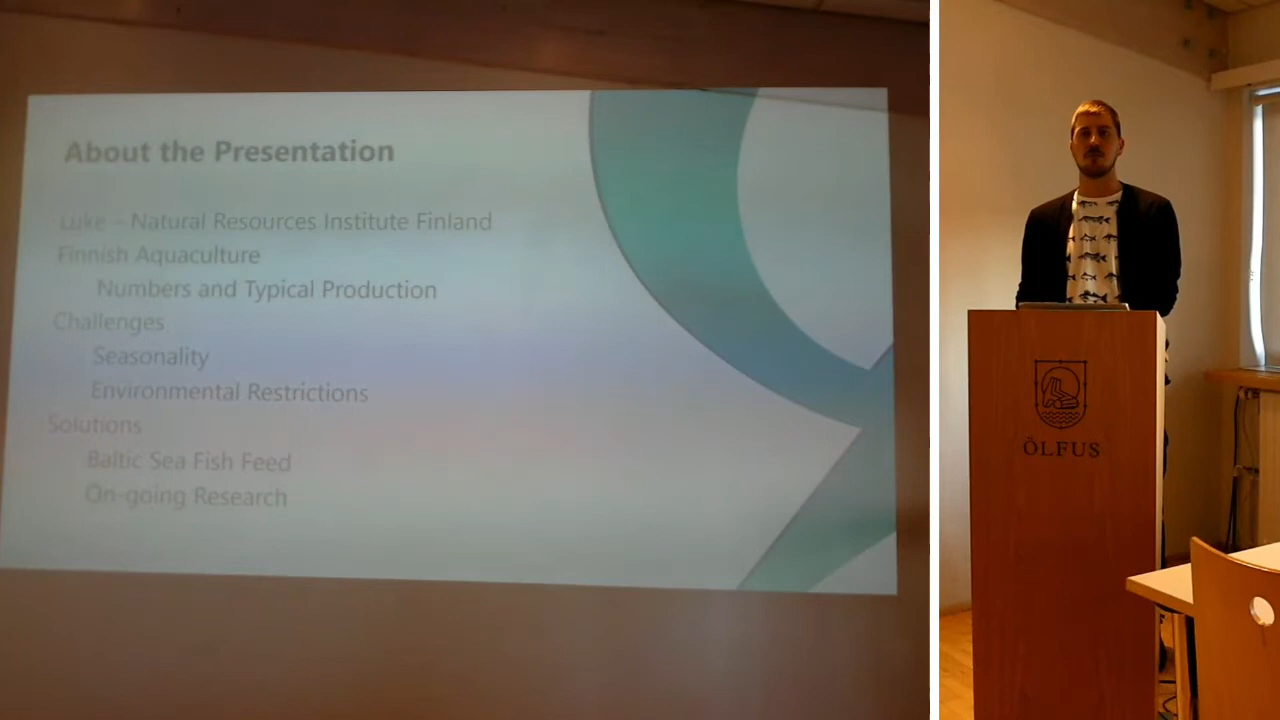 About the Presentation
Luke – Natural Resources Institute Finland
Finnish Aquaculture
Numbers and Typical Production
Challenges
Seasonality
Environmental Restrictions
Solutions
Baltic Sea Fish Feed
On-going Research
ÖLFUS